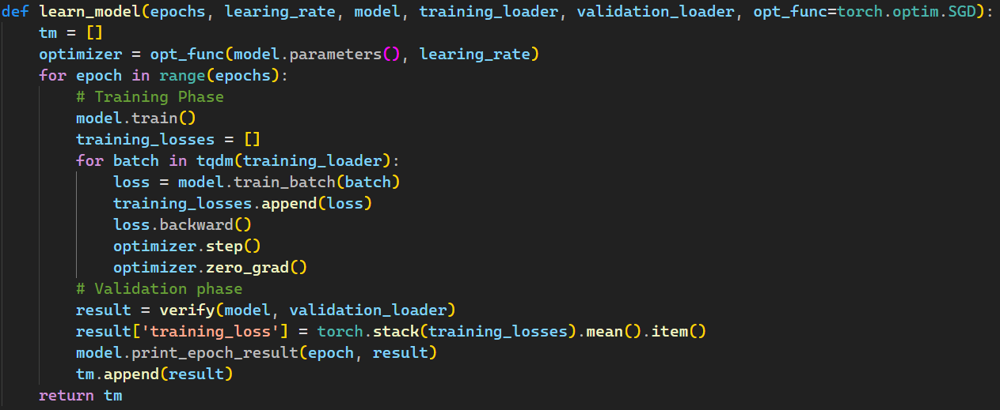 def learn_model(epochs, learing_rate, model, training_loader, validation_loader, opt_func=torch.optim.SGD):
    tm = []
    optimizer = opt_func(model.parameters(), learing_rate)
    for epoch in range(epochs):
        # Training Phase
        model.train()
        training_losses = []
        for batch in tqdm(training_loader):
            loss = model.train_batch(batch)
            training_losses.append(loss)
            loss.backward()
            optimizer.step()
            optimizer.zero_grad()
        # Validation phase
        result = verify(model, validation_loader)
        result['training_loss'] = torch.stack(training_losses).mean().item()
        model.print_epoch_result(epoch, result)
        tm.append(result)
    return tm